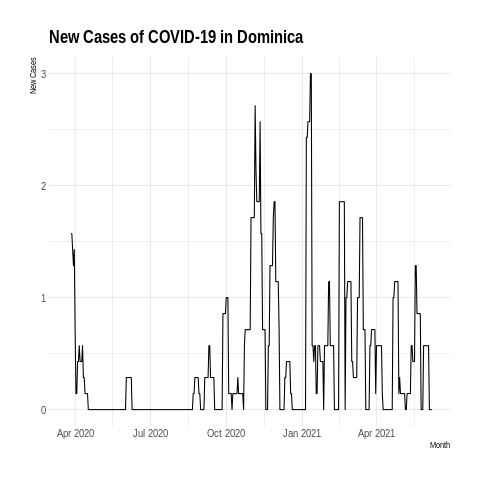 New Cases of COVID-19 in Dominica
New Cases
3
2
1
0
Apr 2020 Jul 2020 Oct 2020 Jan 2021 Apr 2021
Month